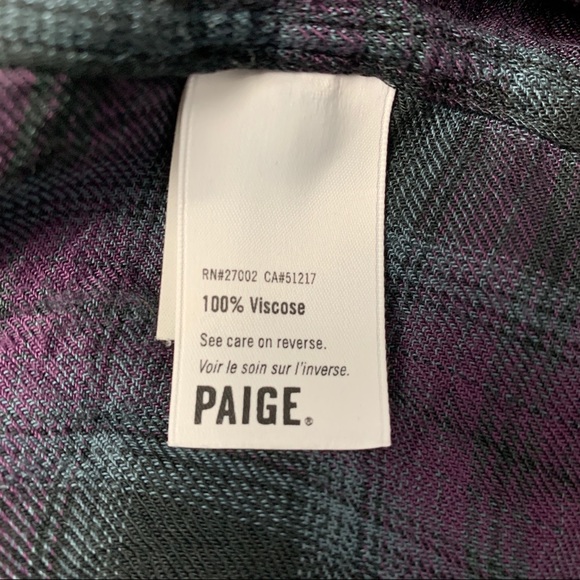 RN#27002 CA#51217
100% Viscose
See care on reverse.
Voir le soin sur l'inverse.
PAIGE®